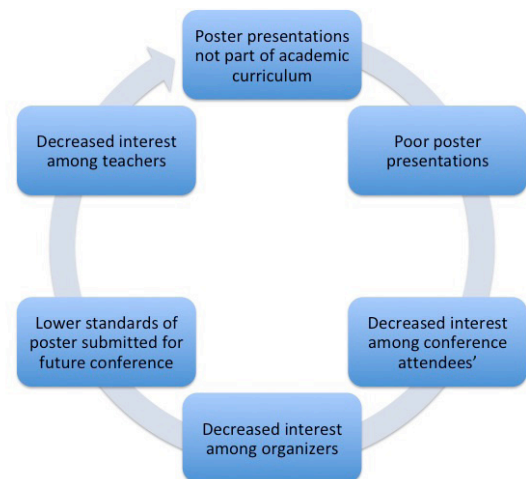 Poster presentations
not part of academic
curriculum
Poor poster
presentations
Decreased interest
among conference
attendees’
Decreased interest
among organizers
Lower standards of
poster submitted for
future conference
Decreased interest
among teachers